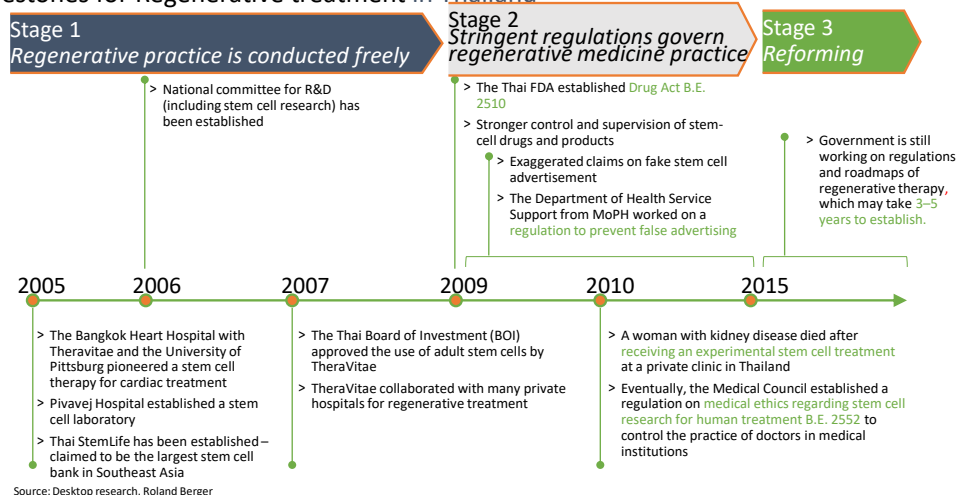 estones for Regenerative treatment in Thailand
Stage 1
Regenerative practice is conducted freely
Stage 2
Stringent regulations govern
regenerative medicine practice
Stage 3
Reforming
> National committee for R&D
(including stem cell research) has
been established
> The Thai FDA established Drug Act B.E.
2510
> Stronger control and supervision of stem-
cell drugs and products
> Exaggerated claims on fake stem cell
advertisement
> The Department of Health Service
Support from MoPH worked on a
regulation to prevent false advertising
> Government is still
working on regulations
and roadmaps of
regenerative therapy,
which may take 3–5
years to establish.
2005
2006
2007
2009
2010
2015
> The Bangkok Heart Hospital with
Theravitae and the University of
Pittsburg pioneered a stem cell
therapy for cardiac treatment
> Pivavej Hospital established a stem
cell laboratory
> Thai StemLife has been established–
claimed to be the largest stem cell
bank in Southeast Asia
> The Thai Board of Investment (BOI)
approved the use of adult stem cells by
TheraVitae
> TheraVitae collaborated with many private
hospitals for regenerative treatment
> A woman with kidney disease died after
receiving an experimental stem cell treatment
at a private clinic in Thailand
> Eventually, the Medical Council established a
regulation on medical ethics regarding stem cell
research for human treatment B.E. 2552 to
control the practice of doctors in medical
institutions
Source: Desktop research, Roland Berger